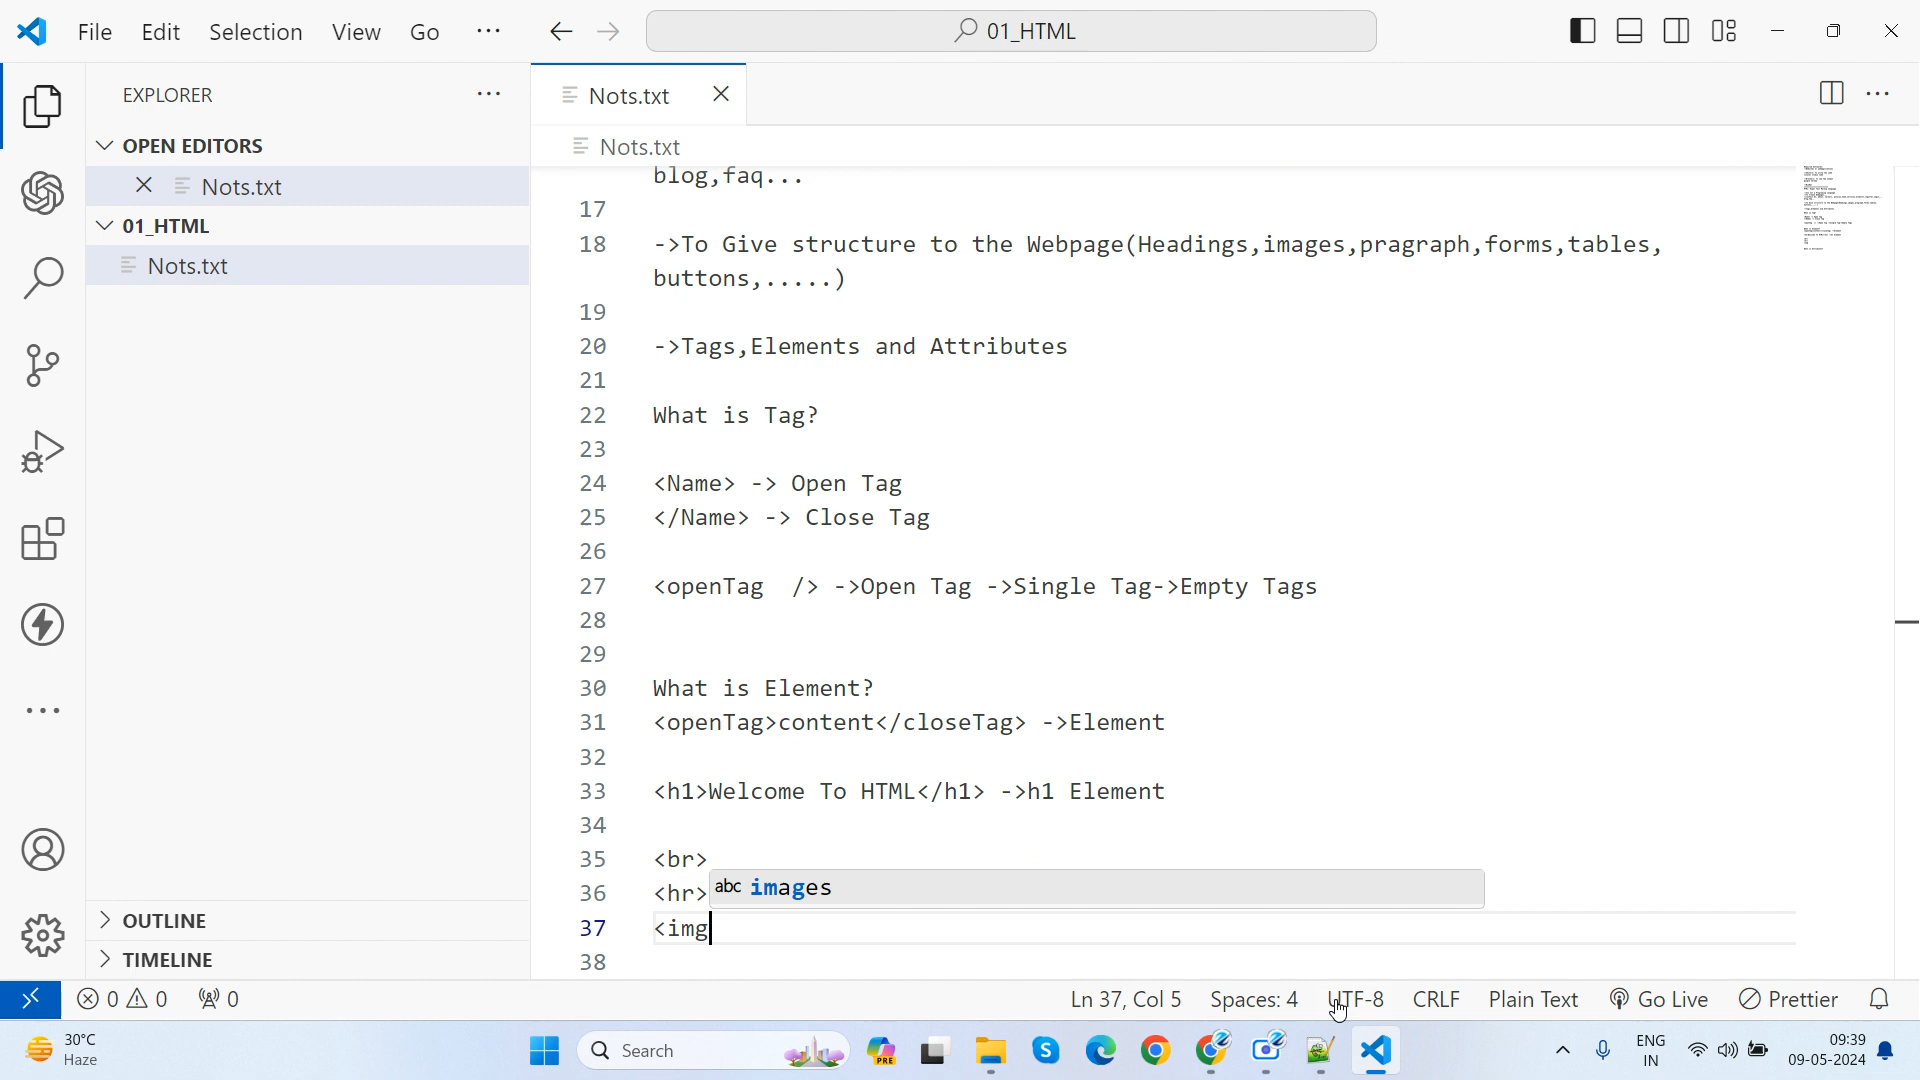 File Edit Selection View Go ···
01_HTML
EXPLORER ···
Nots.txt
OPEN EDITORS
Nots.txt
Nots.txt
01_HTML
Nots.txt
blog,faq...
17
18 ->To Give structure to the Webpage(Headings,images,pragraph,forms,tables,
buttons,.....)
19
20 ->Tags,Elements and Attributes
21
22 What is Tag?
23
24 <Name> -> Open Tag
25 </Name> -> Close Tag
26
27 <openTag  /> ->Open Tag ->Single Tag->Empty Tags
28
29
30 What is Element?
31 <openTag>content</closeTag> ->Element
32
33 <h1>Welcome To HTML</h1> ->h1 Element
34
35 <br>
abc images
36 <hr>
37 <img
38
OUTLINE
TIMELINE
0 0 0 Ln 37, Col 5 Spaces: 4 UTF-8 CRLF Plain Text Go Live Prettier
30°C
Haze
Search
PRE
ENG
IN
09:39
09-05-2024